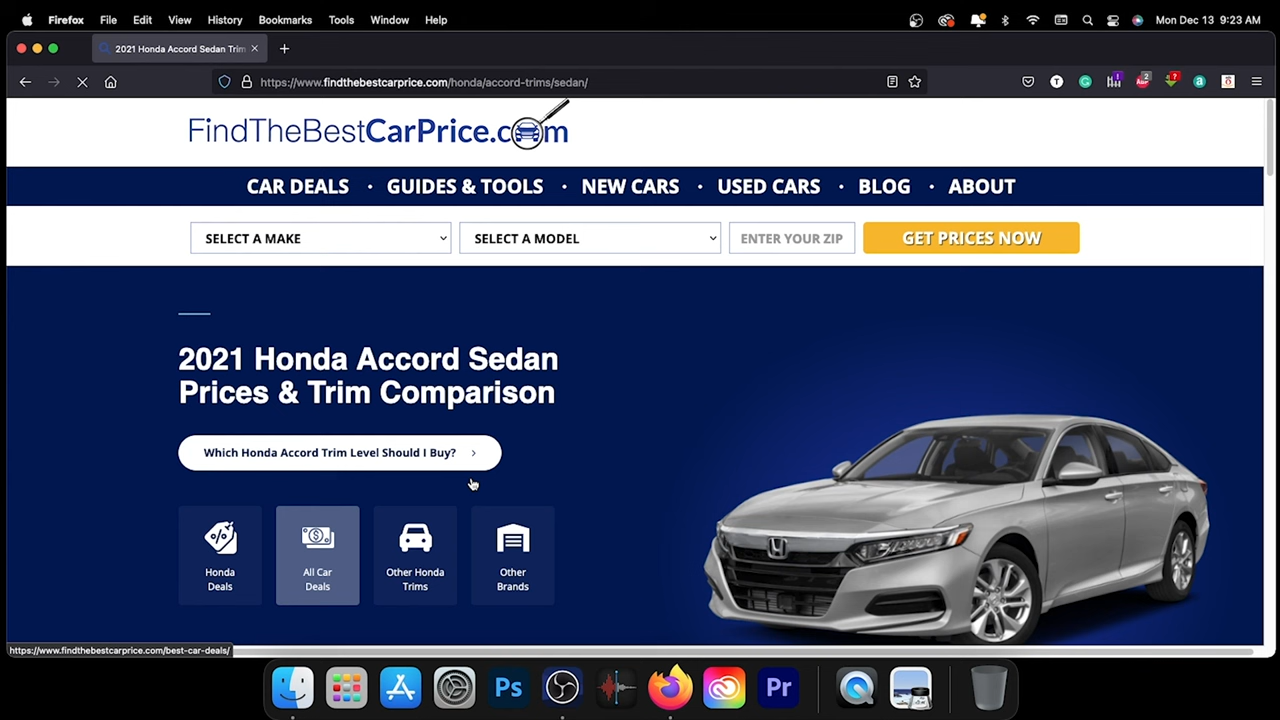 Firefox File Edit View History Bookmarks Tools Window Help Mon Dec 13 9:23 AM
2021 Honda Accord Sedan Trim
https://www.findthebestcarprice.com/honda/accord-trims/sedan/
FindTheBestCarPrice.com
CAR DEALS • GUIDES & TOOLS • NEW CARS • USED CARS • BLOG • ABOUT
SELECT A MAKE SELECT A MODEL ENTER YOUR ZIP GET PRICES NOW
2021 Honda Accord Sedan
Prices & Trim Comparison
Which Honda Accord Trim Level Should I Buy?
Honda
Deals
All Car
Deals
Other Honda
Trims
Other
Brands
https://www.findthebestcarprice.com/best-car-deals/
Ps Pr